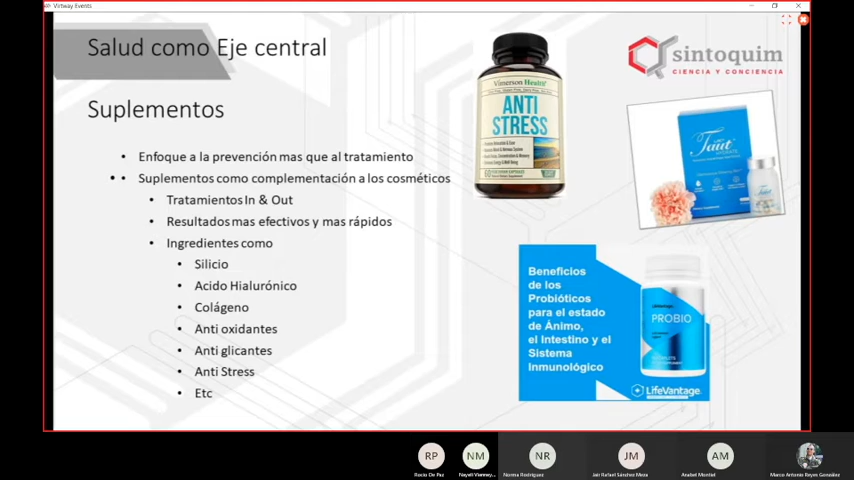 Virtway Events
Salud como Eje central
Suplementos
• Enfoque a la prevención mas que al tratamiento
• • Suplementos como complementación a los cosméticos
• Tratamientos In & Out
• Resultados mas efectivos y mas rápidos
• Ingredientes como
• Silicio
• Acido Hialurónico
• Colágeno
• Anti oxidantes
• Anti glicantes
• Anti Stress
• Etc
Vimerson Health
ANTI
STRESS
sintoquim
CIENCIA Y CONCIENCIA
Taut
Beneficios
de los
Probióticos
para el estado
de Ánimo,
el Intestino y el
Sistema
Inmunológico
PROBIO
LifeVantage
RP
NM
NR
JM
AM
Rocio De Paz
Nayeli Vianney...
Norma Rodriguez
Jair Rafael Sánchez Meza
Anabel Montiel
Marco Antonio Reyes González